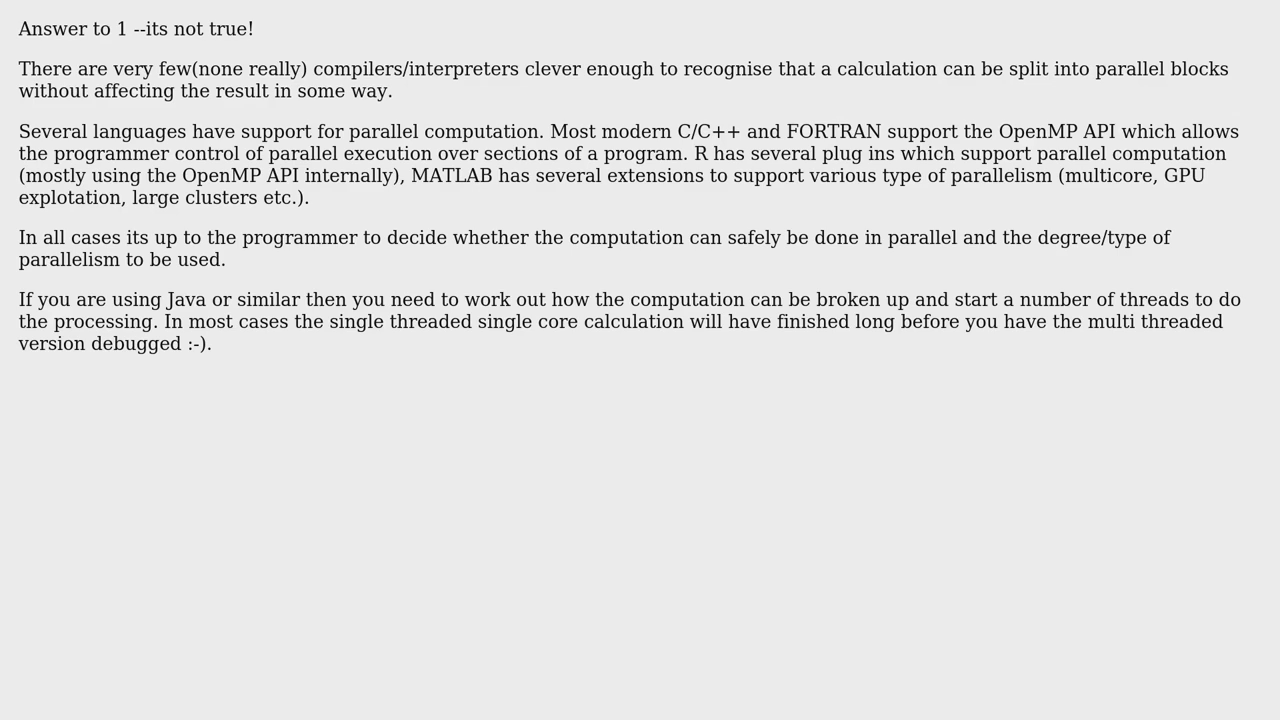 Answer to 1 --its not true!
There are very few(none really) compilers/interpreters clever enough to recognise that a calculation can be split into parallel blocks
without affecting the result in some way.
Several languages have support for parallel computation. Most modern C/C++ and FORTRAN support the OpenMP API which allows
the programmer control of parallel execution over sections of a program. R has several plug ins which support parallel computation
(mostly using the OpenMP API internally), MATLAB has several extensions to support various type of parallelism (multicore, GPU
explotation, large clusters etc.).
In all cases its up to the programmer to decide whether the computation can safely be done in parallel and the degree/type of
parallelism to be used.
If you are using Java or similar then you need to work out how the computation can be broken up and start a number of threads to do
the processing. In most cases the single threaded single core calculation will have finished long before you have the multi threaded
version debugged :-).